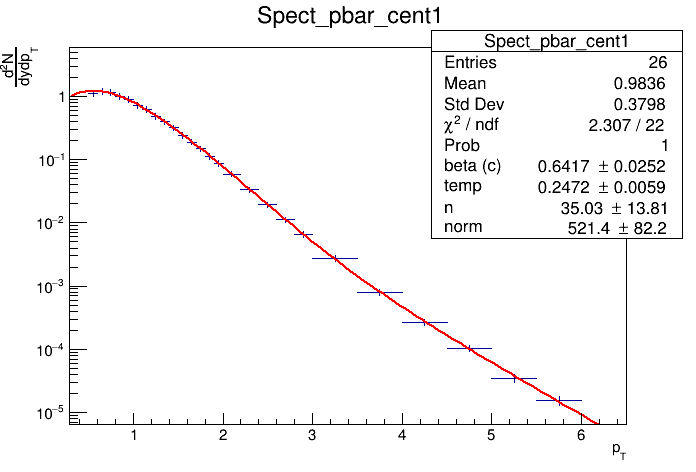 Spect_pbar_cent1
Spect_pbar_cent1
Entries 26
Mean 0.9836
Std Dev 0.3798
χ² / ndf 2.307 / 22
Prob 1
beta (c) 0.6417 ± 0.0252
temp 0.2472 ± 0.0059
n 35.03 ± 13.81
norm 521.4 ± 82.2
d²N
dydp_T
1
10⁻¹
10⁻²
10⁻³
10⁻⁴
10⁻⁵
1 2 3 4 5 6
p_T